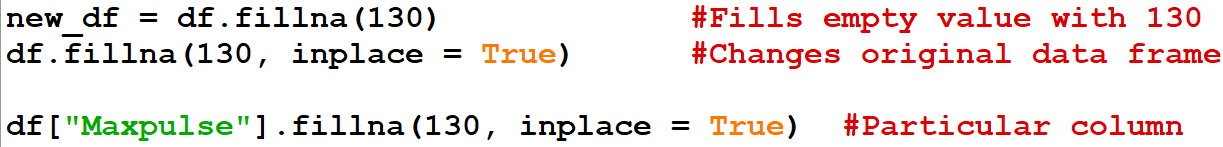 new_df = df.fillna(130) #Fills empty value with 130
df.fillna(130, inplace = True) #Changes original data frame
df["Maxpulse"].fillna(130, inplace = True) #Particular column